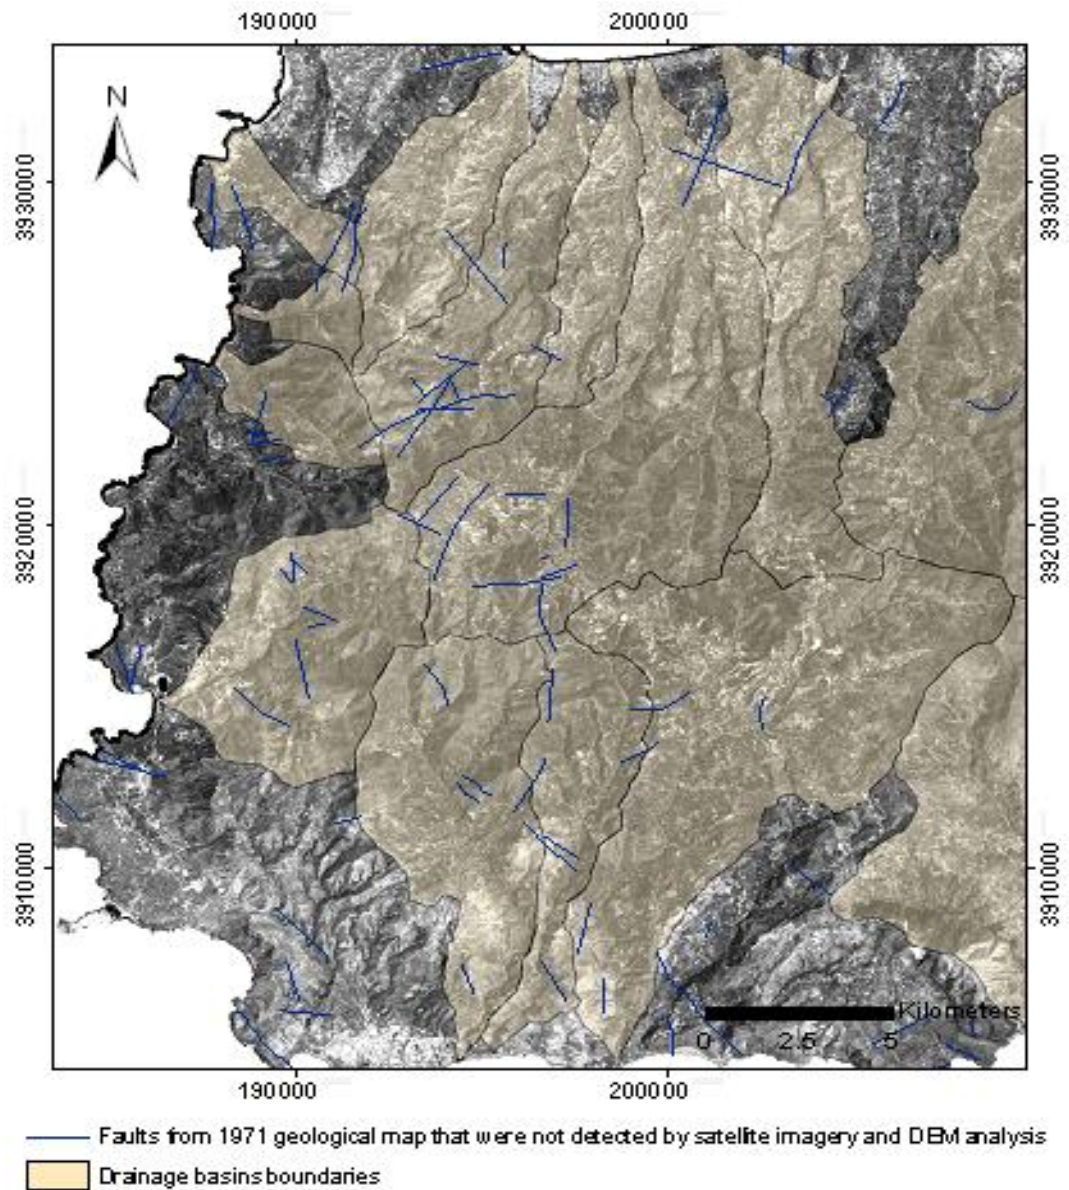 190000 200000
N
3930000 3930000
3920000 3920000
3910000 3910000
Kilometers
0 2.5 5
190000 200000
Faults from 1971 geological map that were not detected by satellite imagery and DEM analysis
Drainage basins boundaries